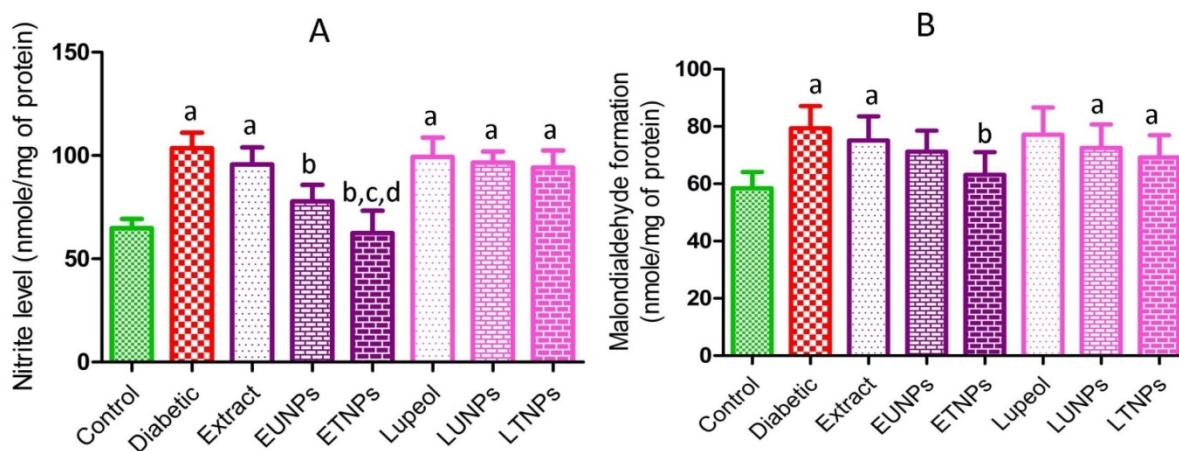 A
Nitrite level (nmole/mg of protein)
150
100
50
0
a
a
b
b,c,d
a
a
a
Control
Diabetic
Extract
EUNPs
ETNPs
Lupeol
LUNPs
LTNPs
B
Malondialdehyde formation
(nmole/mg of protein)
100
80
60
40
20
0
a
a
b
a
a
Control
Diabetic
Extract
EUNPs
ETNPs
Lupeol
LUNPs
LTNPs